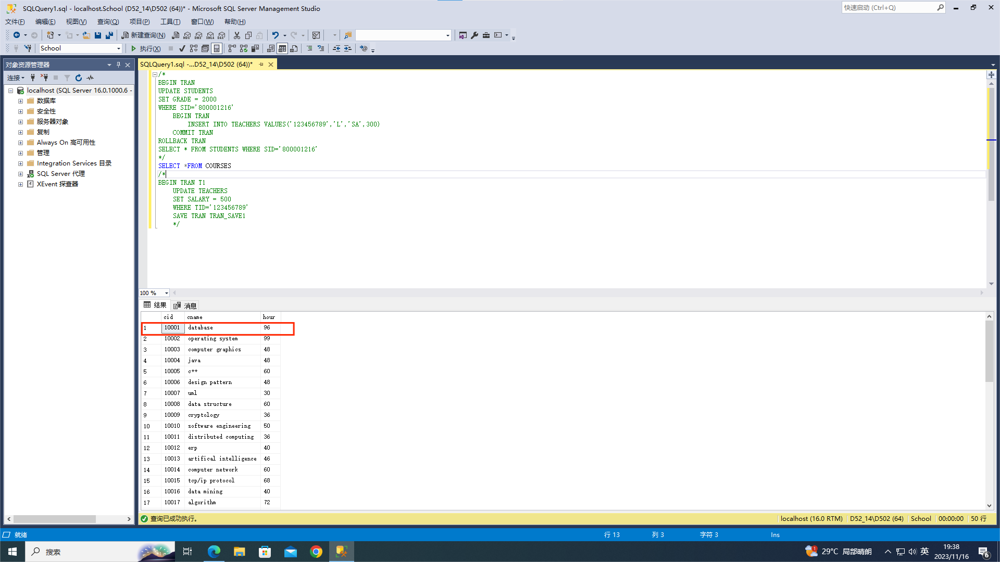 SQLQuery1.sql - localhost.School (D52_14\D502 (64))* - Microsoft SQL Server Management Studio
快速启动 (Ctrl+Q)
文件(F) 编辑(E) 视图(V) 查询(Q) 项目(P) 工具(T) 窗口(W) 帮助(H)
新建查询(N) MDX DMX XMLA DAX
School 执行(X)
对象资源管理器
SQLQuery1.sql -...D52_14\D502 (64))*
连接
localhost (SQL Server 16.0.1000.6 -
数据库
安全性
服务器对象
复制
Always On 高可用性
管理
Integration Services 目录
SQL Server 代理
XEvent 探查器
/*
BEGIN TRAN
UPDATE STUDENTS
SET GRADE = 2000
WHERE SID='800001216'
BEGIN TRAN
INSERT INTO TEACHERS VALUES('123456789','L','SA',300)
COMMIT TRAN
ROLLBACK TRAN
SELECT * FROM STUDENTS WHERE SID='800001216'
*/
SELECT *FROM COURSES
/*
BEGIN TRAN T1
UPDATE TEACHERS
SET SALARY = 500
WHERE TID='123456789'
SAVE TRAN TRAN_SAVE1
*/
100 %
结果 消息
cid cname hour
1 10001 database 96
2 10002 operating system 99
3 10003 computer graphics 48
4 10004 java 48
5 10005 c++ 60
6 10006 design pattern 48
7 10007 uml 30
8 10008 data structure 60
9 10009 cryptology 36
10 10010 software engineering 50
11 10011 distributed computing 36
12 10012 erp 40
13 10013 artifical intelligence 46
14 10014 computer network 60
15 10015 tcp/ip protocol 68
16 10016 data mining 40
17 10017 algorithm 72
查询已成功执行。 localhost (16.0 RTM) D52_14\D502 (64) School 00:00:00 50 行
就绪 行 13 列 3 字符 3 Ins
搜索 1 29°C 局部晴朗 英 19:38
2023/11/16 6